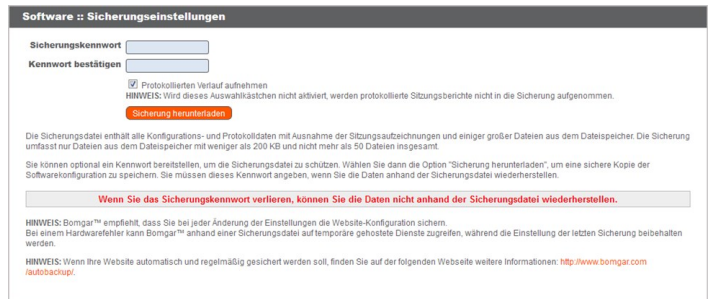 Software :: Sicherungseinstellungen
Sicherungskennwort
Kennwort bestätigen
Protokollierten Verlauf aufnehmen
HINWEIS: Wird dieses Auswahlkästchen nicht aktiviert, werden protokollierte Sitzungsberichte nicht in die Sicherung aufgenommen.
Sicherung herunterladen
Die Sicherungsdatei enthält alle Konfigurations- und Protokolldaten mit Ausnahme der Sitzungsaufzeichnungen und einiger großer Dateien aus dem Dateispeicher. Die Sicherung
umfasst nur Dateien aus dem Dateispeicher mit weniger als 200 KB und nicht mehr als 50 Dateien insgesamt.
Sie können optional ein Kennwort bereitstellen, um die Sicherungsdatei zu schützen. Wählen Sie dann die Option "Sicherung herunterladen", um eine sichere Kopie der
Softwarekonfiguration zu speichern. Sie müssen dieses Kennwort angeben, wenn Sie die Daten anhand der Sicherungsdatei wiederherstellen.
Wenn Sie das Sicherungskennwort verlieren, können Sie die Daten nicht anhand der Sicherungsdatei wiederherstellen.
HINWEIS: Bomgar™ empfiehlt, dass Sie bei jeder Änderung der Einstellungen die Website-Konfiguration sichern.
Bei einem Hardwarefehler kann Bomgar™ anhand einer Sicherungsdatei auf temporäre gehostete Dienste zugreifen, während die Einstellung der letzten Sicherung beibehalten
werden.
HINWEIS: Wenn Ihre Website automatisch und regelmäßig gesichert werden soll, finden Sie auf der folgenden Webseite weitere Informationen: http://www.bomgar.com
/autobackup/.